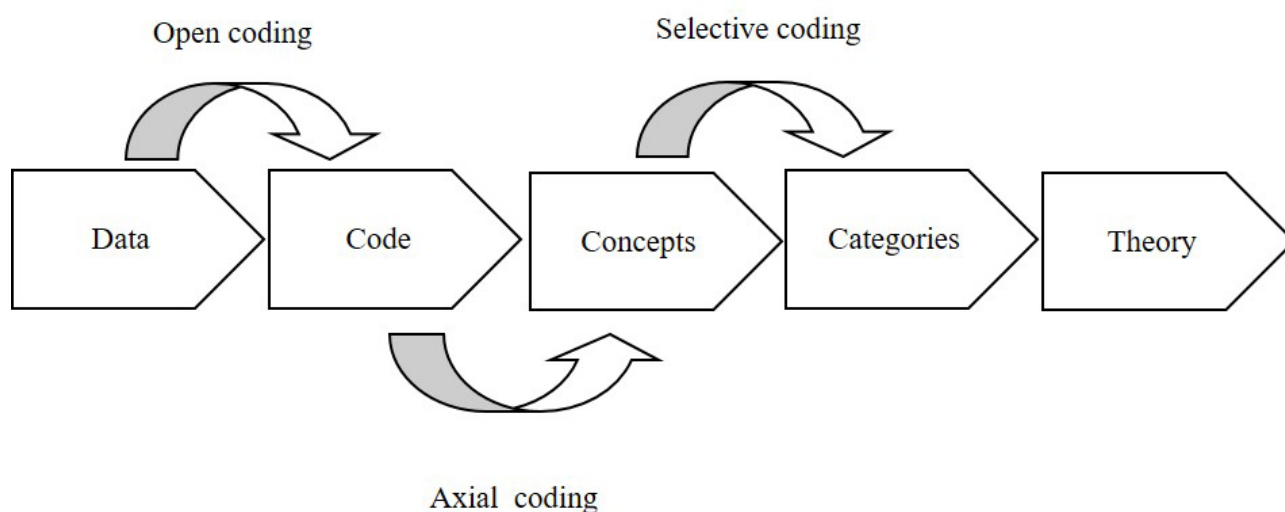 Open coding
Selective coding
Data
Code
Concepts
Categories
Theory
Axial coding